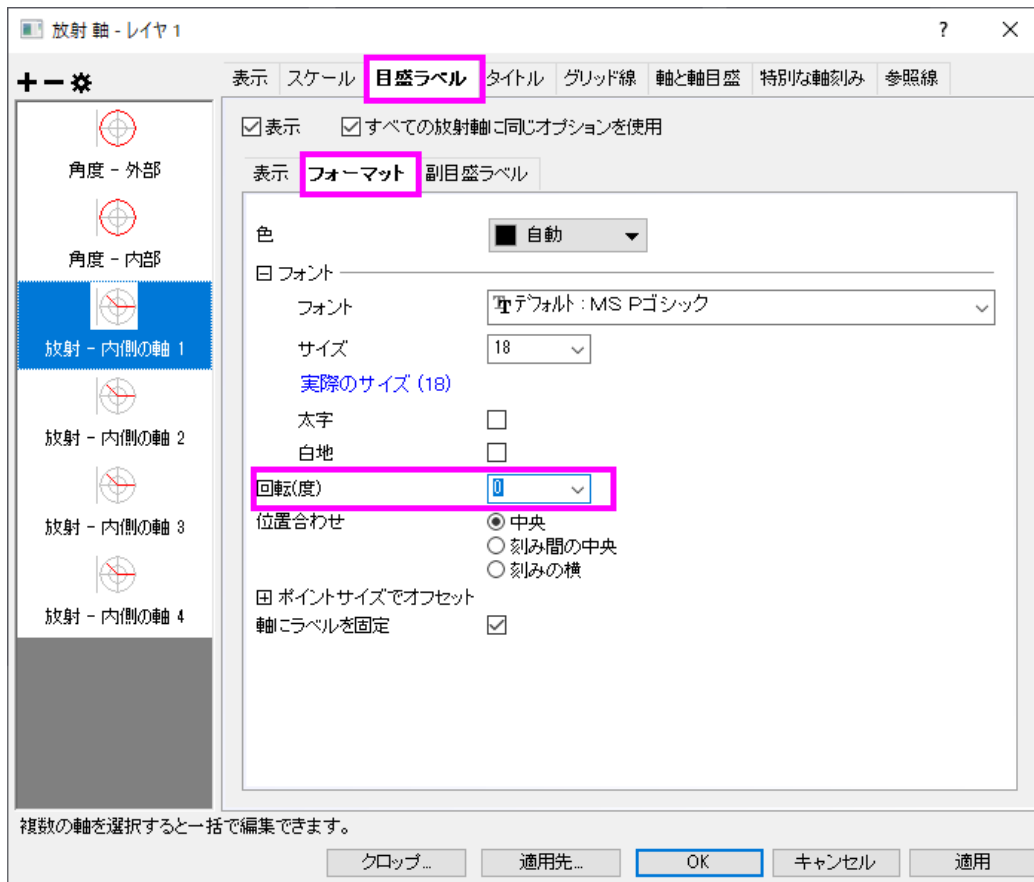 放射 軸 - レイヤ 1
?
表示 スケール 目盛ラベル タイトル グリッド線 軸と軸目盛 特別な軸刻み 参照線
表示 すべての放射軸に同じオプションを使用
角度 - 外部
角度 - 内部
放射 - 内側の軸 1
放射 - 内側の軸 2
放射 - 内側の軸 3
放射 - 内側の軸 4
表示 フォーマット 副目盛ラベル
色 自動
フォント
フォント デフォルト : MS Pゴシック
サイズ 18
実際のサイズ (18)
太字
白地
回転(度) 0
位置合わせ 中央
刻み間の中央
刻みの横
ポイントサイズでオフセット
軸にラベルを固定
複数の軸を選択すると一括で編集できます。
クロップ... 適用先... OK キャンセル 適用